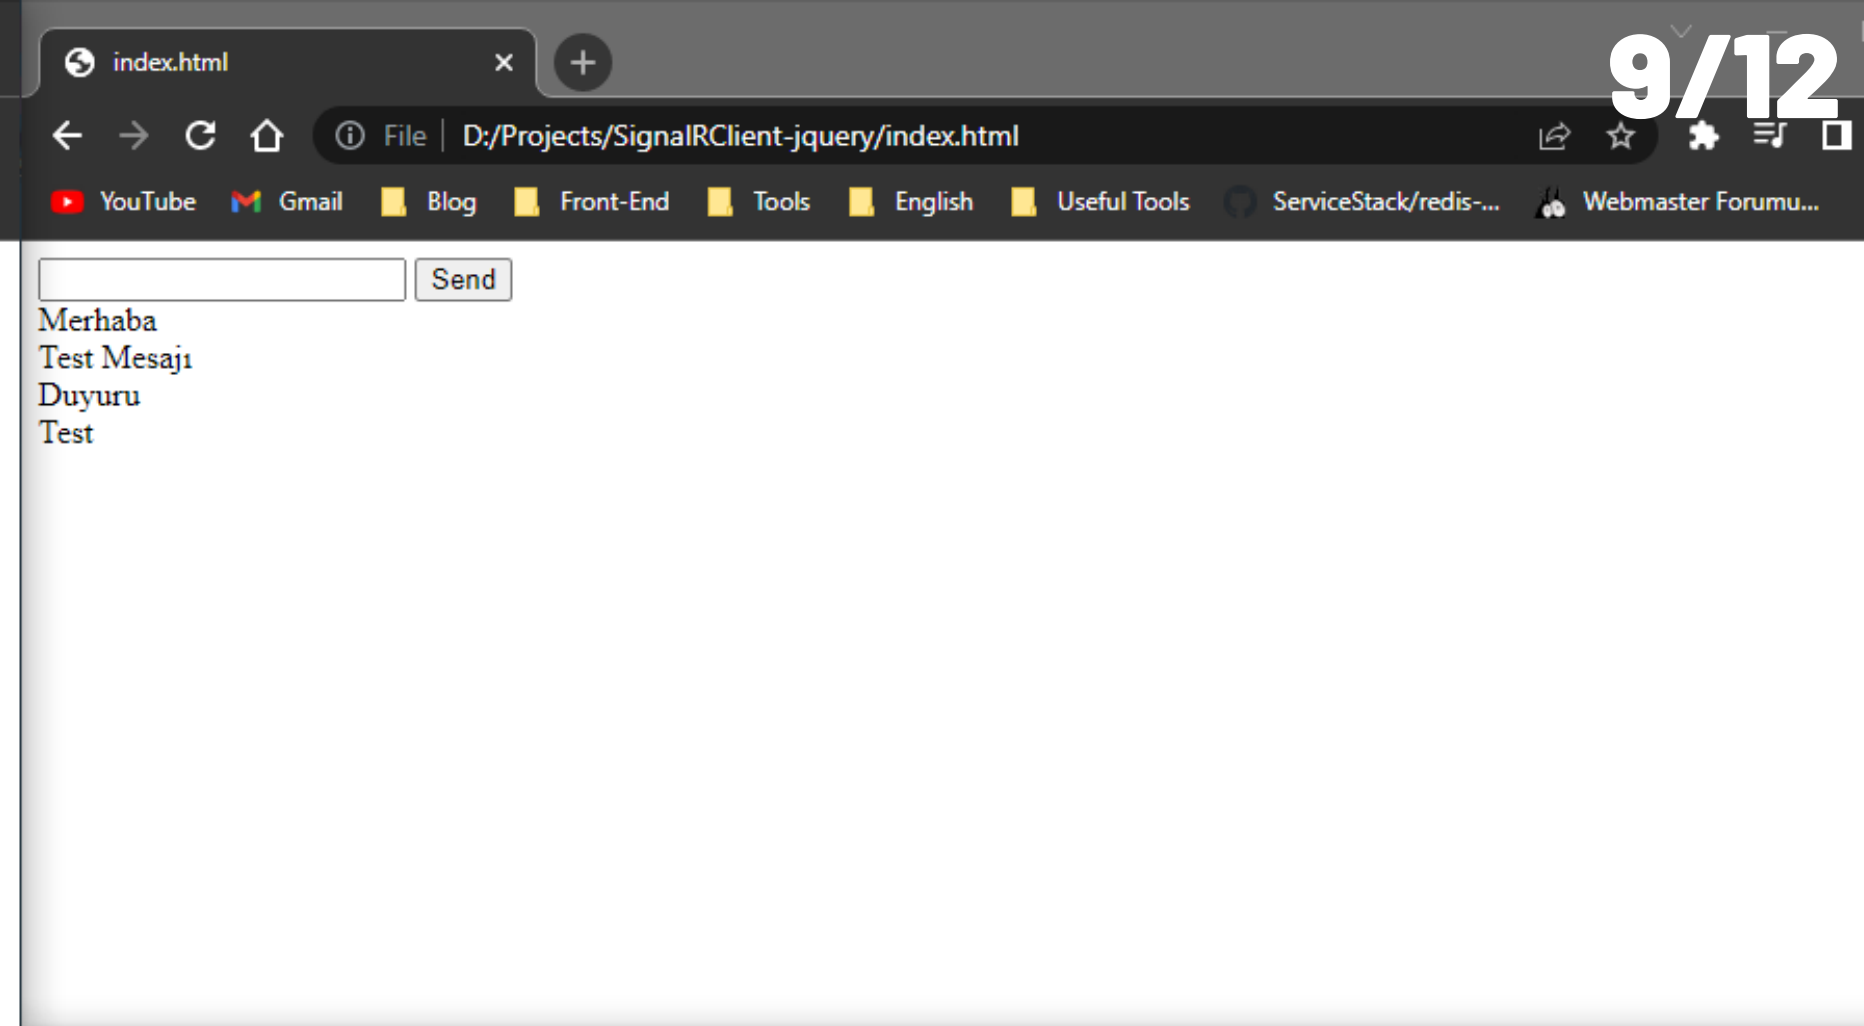 index.html
9/12
File D:/Projects/SignalRClient-jquery/index.html
YouTube Gmail Blog Front-End Tools English Useful Tools ServiceStack/redis-... Webmaster Forumu...
Send
Merhaba
Test Mesajı
Duyuru
Test